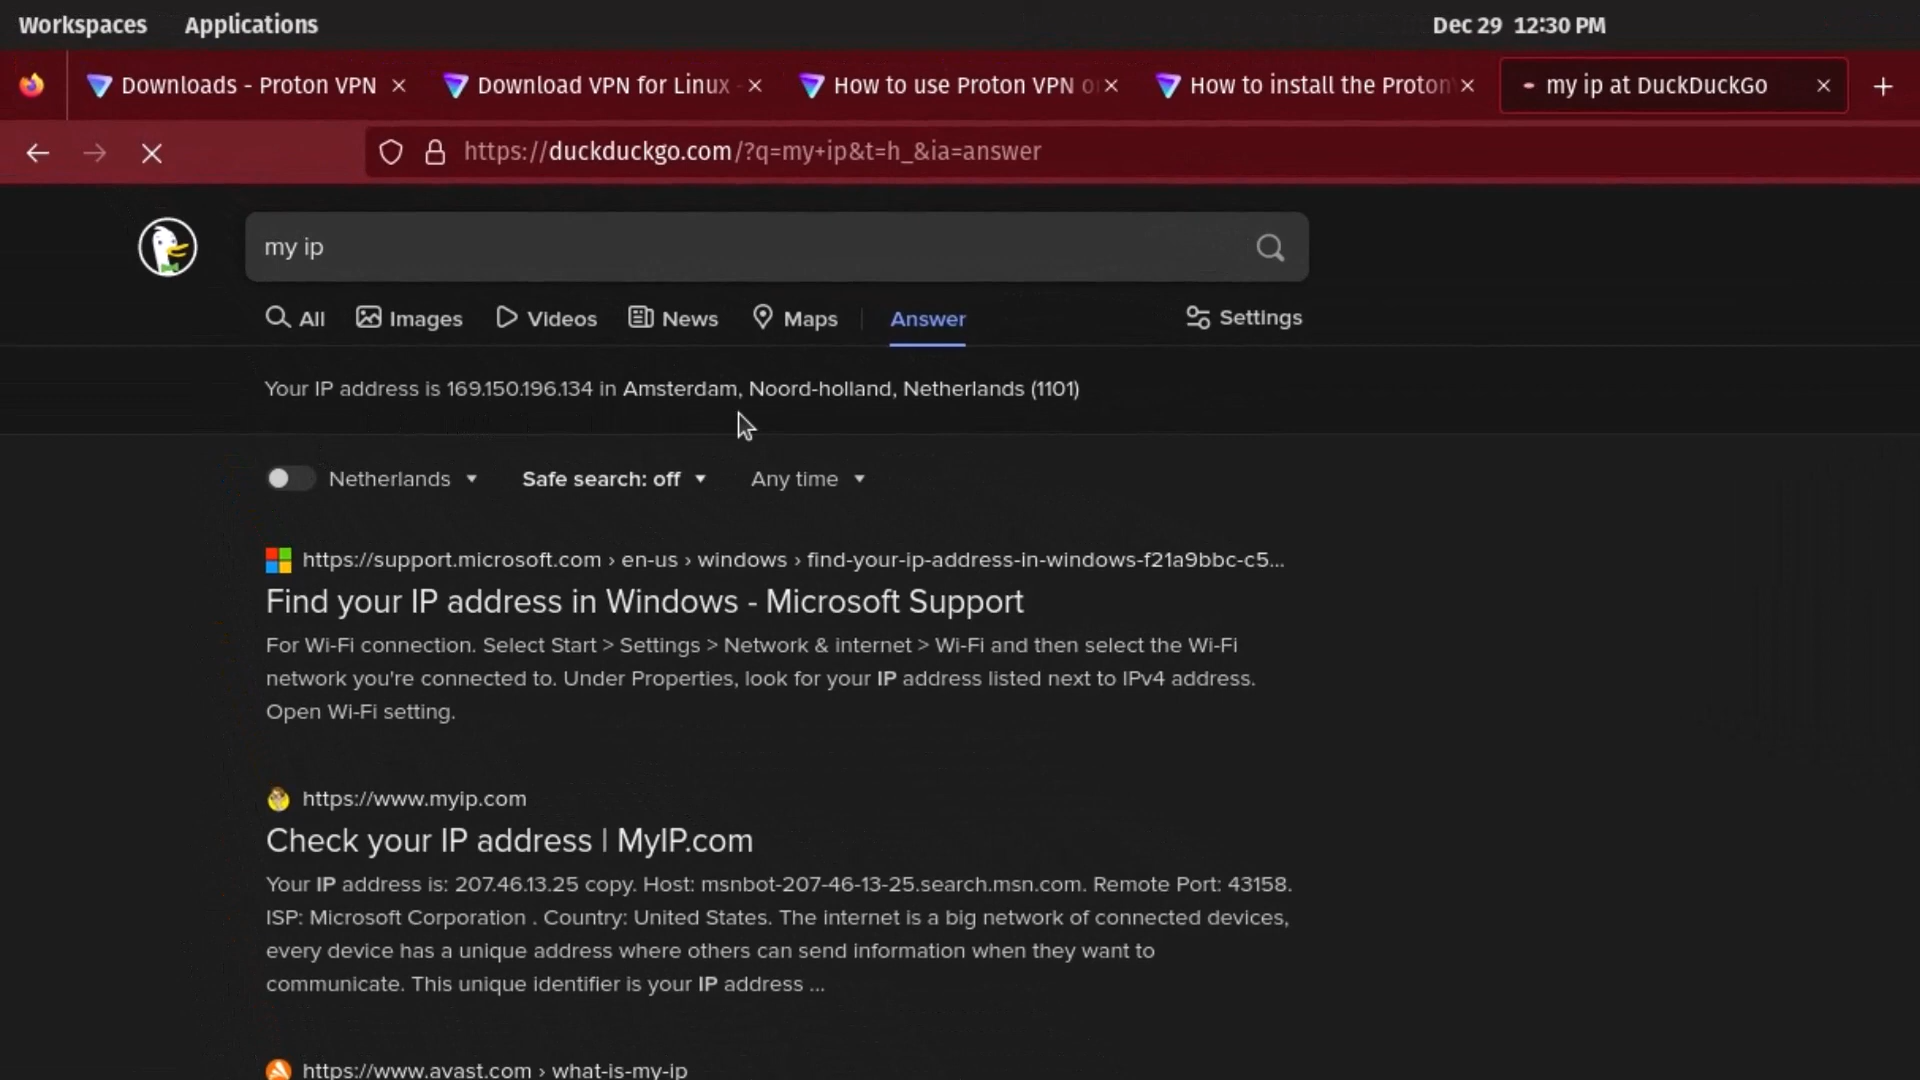 Workspaces Applications Dec 29 12:30 PM
Downloads - Proton VPN Download VPN for Linux - How to use Proton VPN o How to install the Proton my ip at DuckDuckGo
https://duckduckgo.com/?q=my+ip&t=h_&ia=answer
my ip
All Images Videos News Maps Answer Settings
Your IP address is 169.150.196.134 in Amsterdam, Noord-holland, Netherlands (1101)
Netherlands Safe search: off Any time
https://support.microsoft.com › en-us › windows › find-your-ip-address-in-windows-f21a9bbc-c5...
Find your IP address in Windows - Microsoft Support
For Wi-Fi connection. Select Start > Settings > Network & internet > Wi-Fi and then select the Wi-Fi
network you're connected to. Under Properties, look for your IP address listed next to IPv4 address.
Open Wi-Fi setting.
https://www.myip.com
Check your IP address | MyIP.com
Your IP address is: 207.46.13.25 copy. Host: msnbot-207-46-13-25.search.msn.com. Remote Port: 43158.
ISP: Microsoft Corporation . Country: United States. The internet is a big network of connected devices,
every device has a unique address where others can send information when they want to
communicate. This unique identifier is your IP address ...
https://www.avast.com › what-is-my-ip